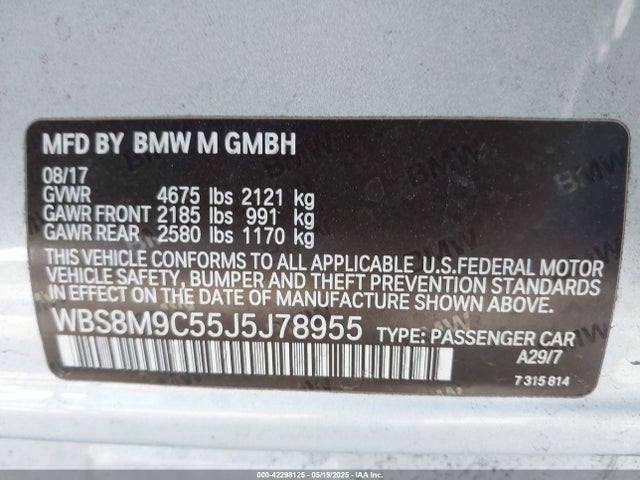 MFD BY BMW M GMBH
08/17
GVWR 4675 lbs 2121 kg
GAWR FRONT 2185 lbs 991 kg
GAWR REAR 2580 lbs 1170 kg
THIS VEHICLE CONFORMS TO ALL APPLICABLE U.S.FEDERAL MOTOR
VEHICLE SAFETY, BUMPER AND THEFT PREVENTION STANDARDS
IN EFFECT ON THE DATE OF MANUFACTURE SHOWN ABOVE.
WBS8M9C55J5J78955 TYPE: PASSENGER CAR
A29/7
7 315 814
000-42298125 - 05/19/2025 - IAA Inc.